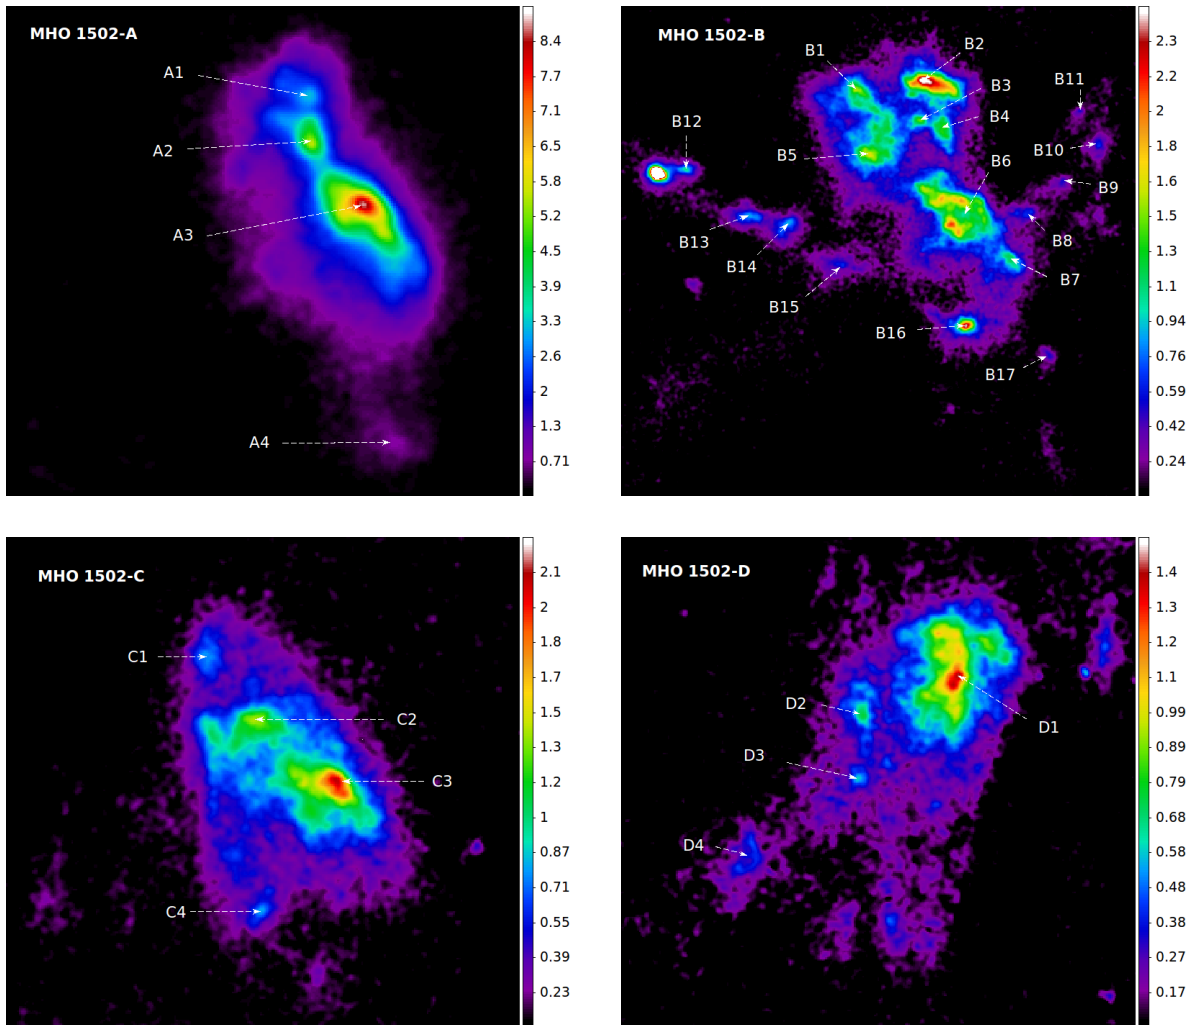 MHO 1502-A
A1
A2
A3
A4
8.4
7.7
7.1
6.5
5.8
5.2
4.5
3.9
3.3
2.6
2
1.3
0.71
MHO 1502-B
B1
B2
B3
B4
B5
B6
B7
B8
B9
B10
B11
B12
B13
B14
B15
B16
B17
2.3
2.2
2
1.8
1.6
1.5
1.3
1.1
0.94
0.76
0.59
0.42
0.24
MHO 1502-C
C1
C2
C3
C4
2.1
2
1.8
1.7
1.5
1.3
1.2
1
0.87
0.71
0.55
0.39
0.23
MHO 1502-D
D1
D2
D3
D4
1.4
1.3
1.2
1.1
0.99
0.89
0.79
0.68
0.58
0.48
0.38
0.27
0.17